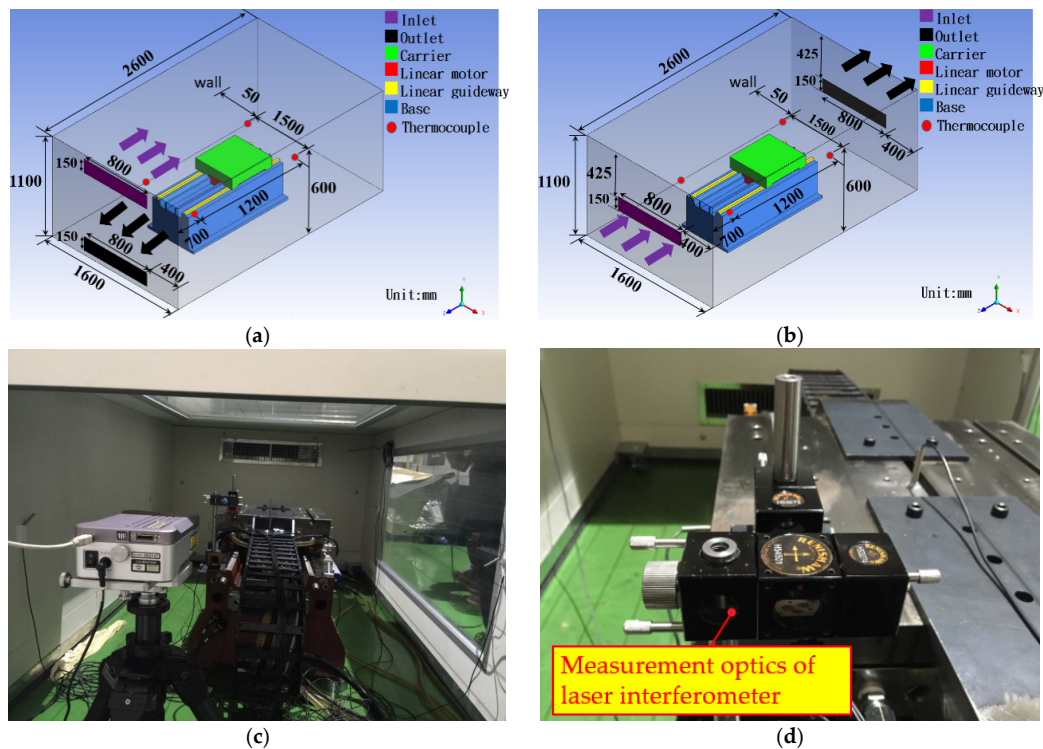 2600
wall
50
1500
150
800
1100
600
1200
700
150
800
400
1600
Inlet
Outlet
Carrier
Linear motor
Linear guideway
Base
Thermocouple
Unit:mm
(a)
2600
425
150
wall
50
800
1500
400
425
1100
150
800
600
1200
700
400
1600
Inlet
Outlet
Carrier
Linear motor
Linear guideway
Base
Thermocouple
Unit:mm
(b)
(c)
RENISHAW
Measurement optics of
laser interferometer
(d)